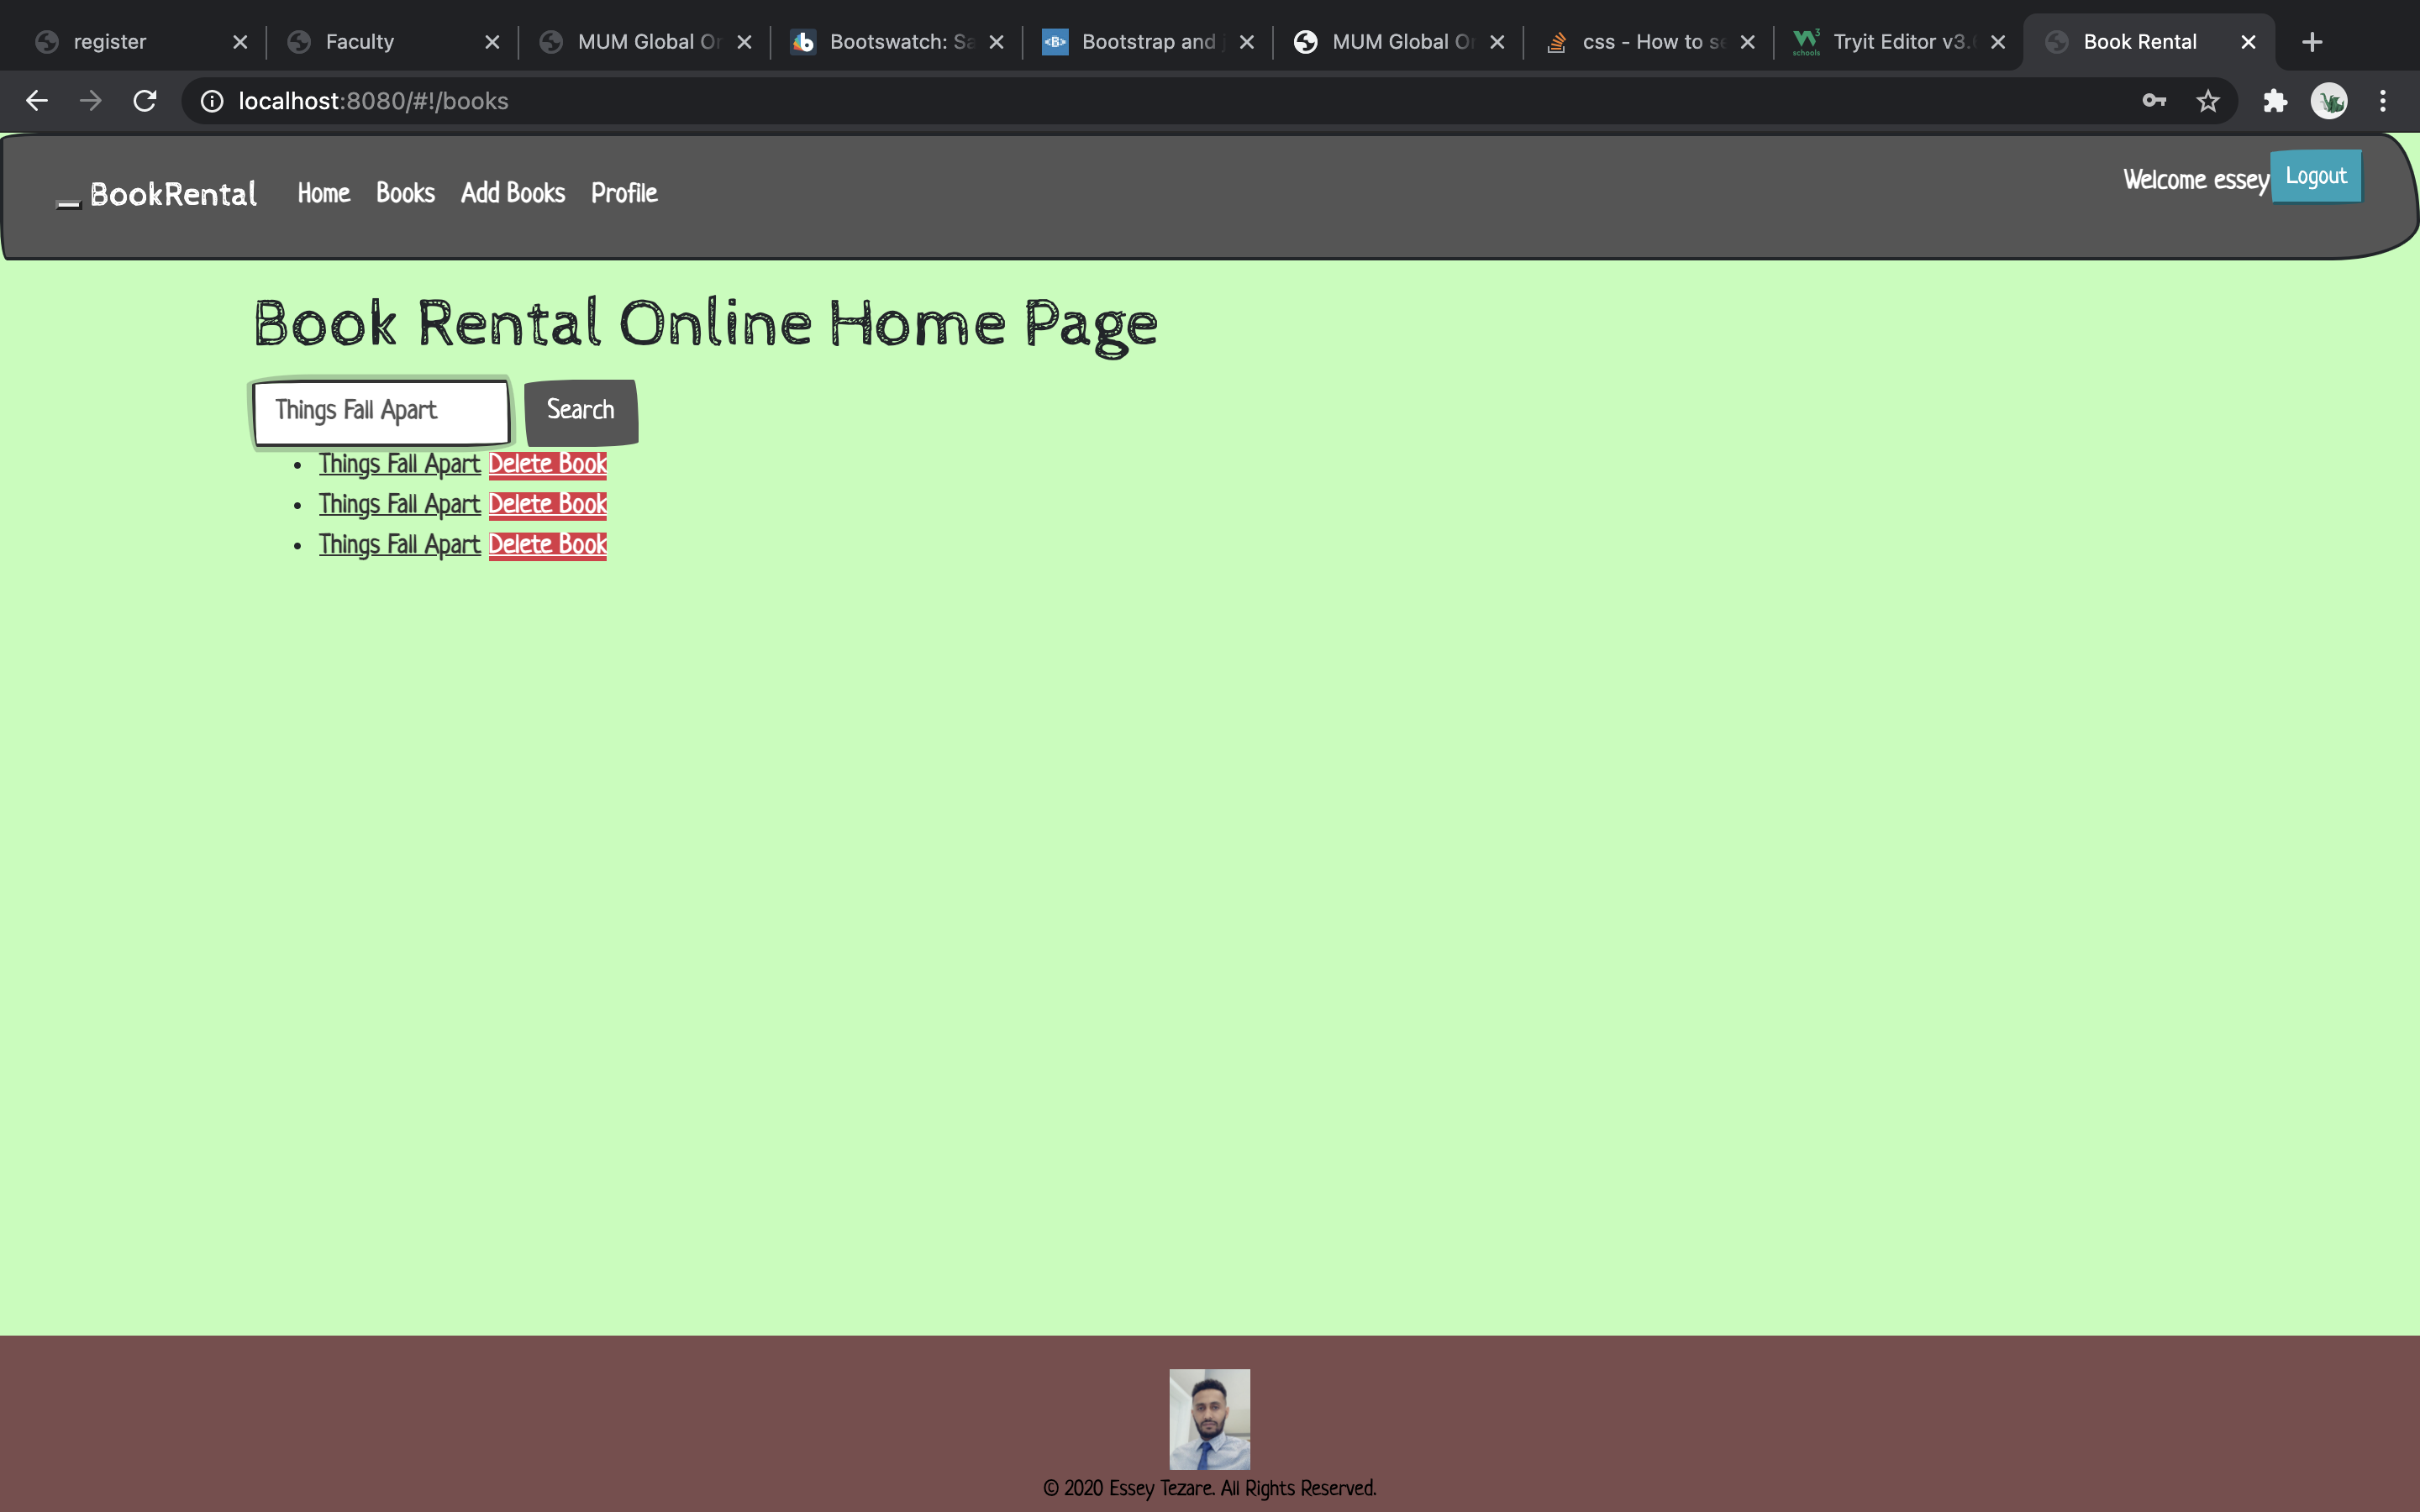 register
Faculty
MUM Global Or
Bootswatch: Sa
Bootstrap and j
MUM Global Or
css - How to se
Tryit Editor v3.6
Book Rental
localhost:8080/#!/books
BookRental Home Books Add Books Profile Welcome essey Logout
Book Rental Online Home Page
Things Fall Apart Search
Things Fall Apart Delete Book
Things Fall Apart Delete Book
Things Fall Apart Delete Book
© 2020 Essey Tezare. All Rights Reserved.